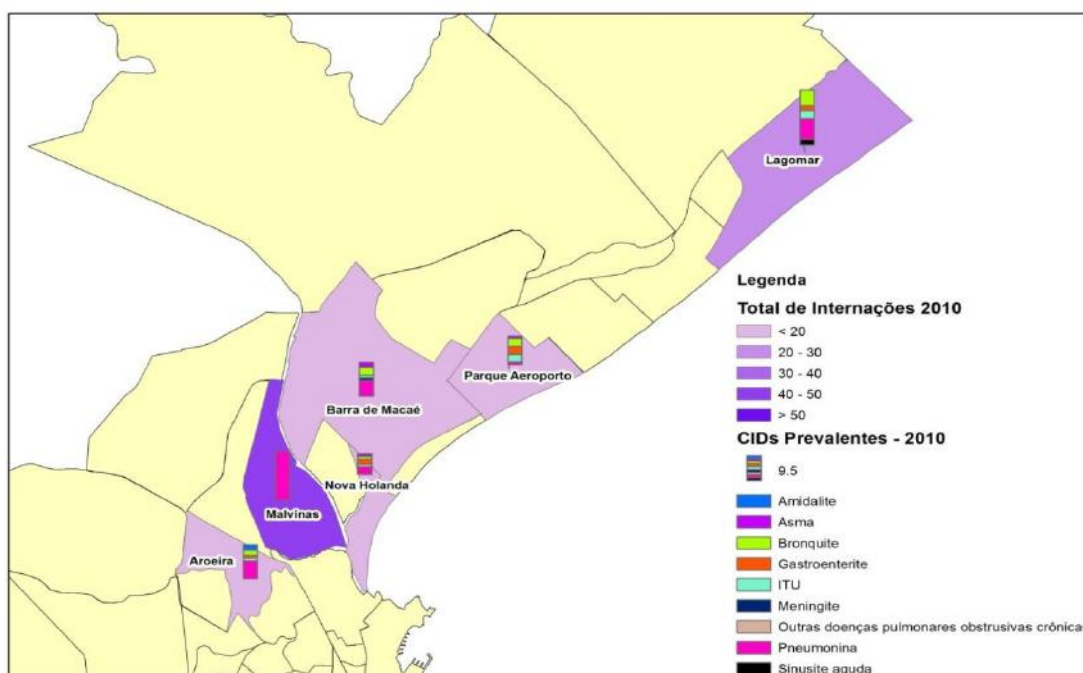 Lagomar
Parque Aeroporto
Barra de Macaé
Nova Holanda
Malvinas
Aroeira
Legenda
Total de Internações 2010
< 20
20 - 30
30 - 40
40 - 50
> 50
CIDs Prevalentes - 2010
9.5
Amidalite
Asma
Bronquite
Gastroenterite
ITU
Meningite
Outras doenças pulmonares obstrusivas crônica
Pneumonina
Sinusite aguda